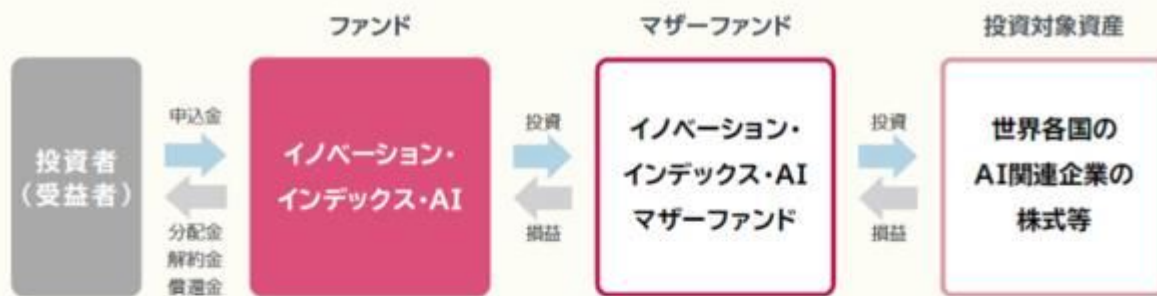 ファンド
マザーファンド
投資対象資産
投資者
(受益者)
申込金
分配金
解約金
償還金
イノベーション・
インデックス・AI
投資
損益
イノベーション・
インデックス・AI
マザーファンド
投資
損益
世界各国の
AI関連企業の
株式等